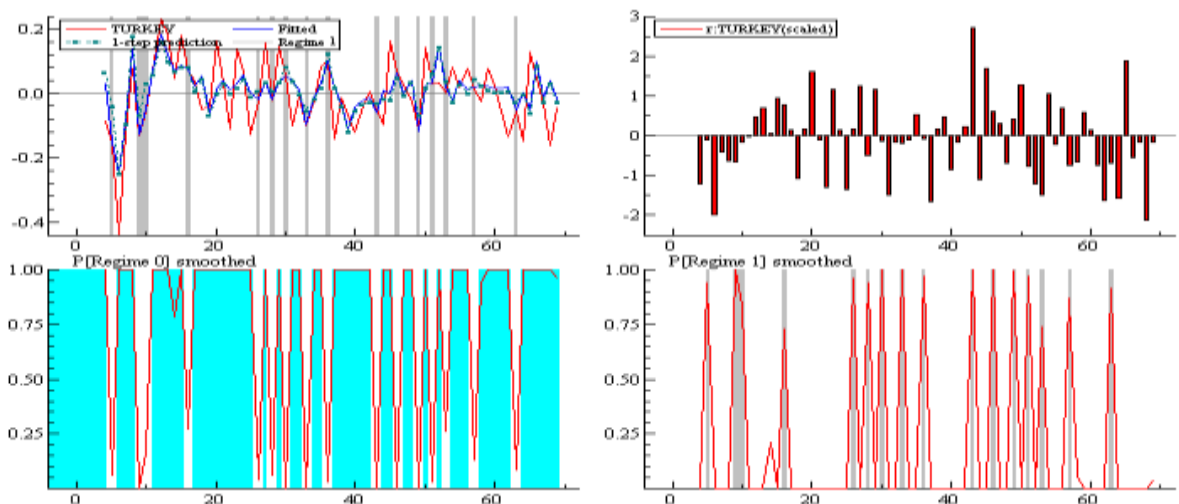 TURKEY Fitted
1-step prediction Regime 1
0.2
0.0
-0.2
-0.4
0 20 40 60
r:TURKEY(scaled)
3
2
1
0
-1
-2
0 20 40 60
P[Regime 0] smoothed
1.00
0.75
0.50
0.25
0 20 40 60
P[Regime 1] smoothed
1.00
0.75
0.50
0.25
0 20 40 60